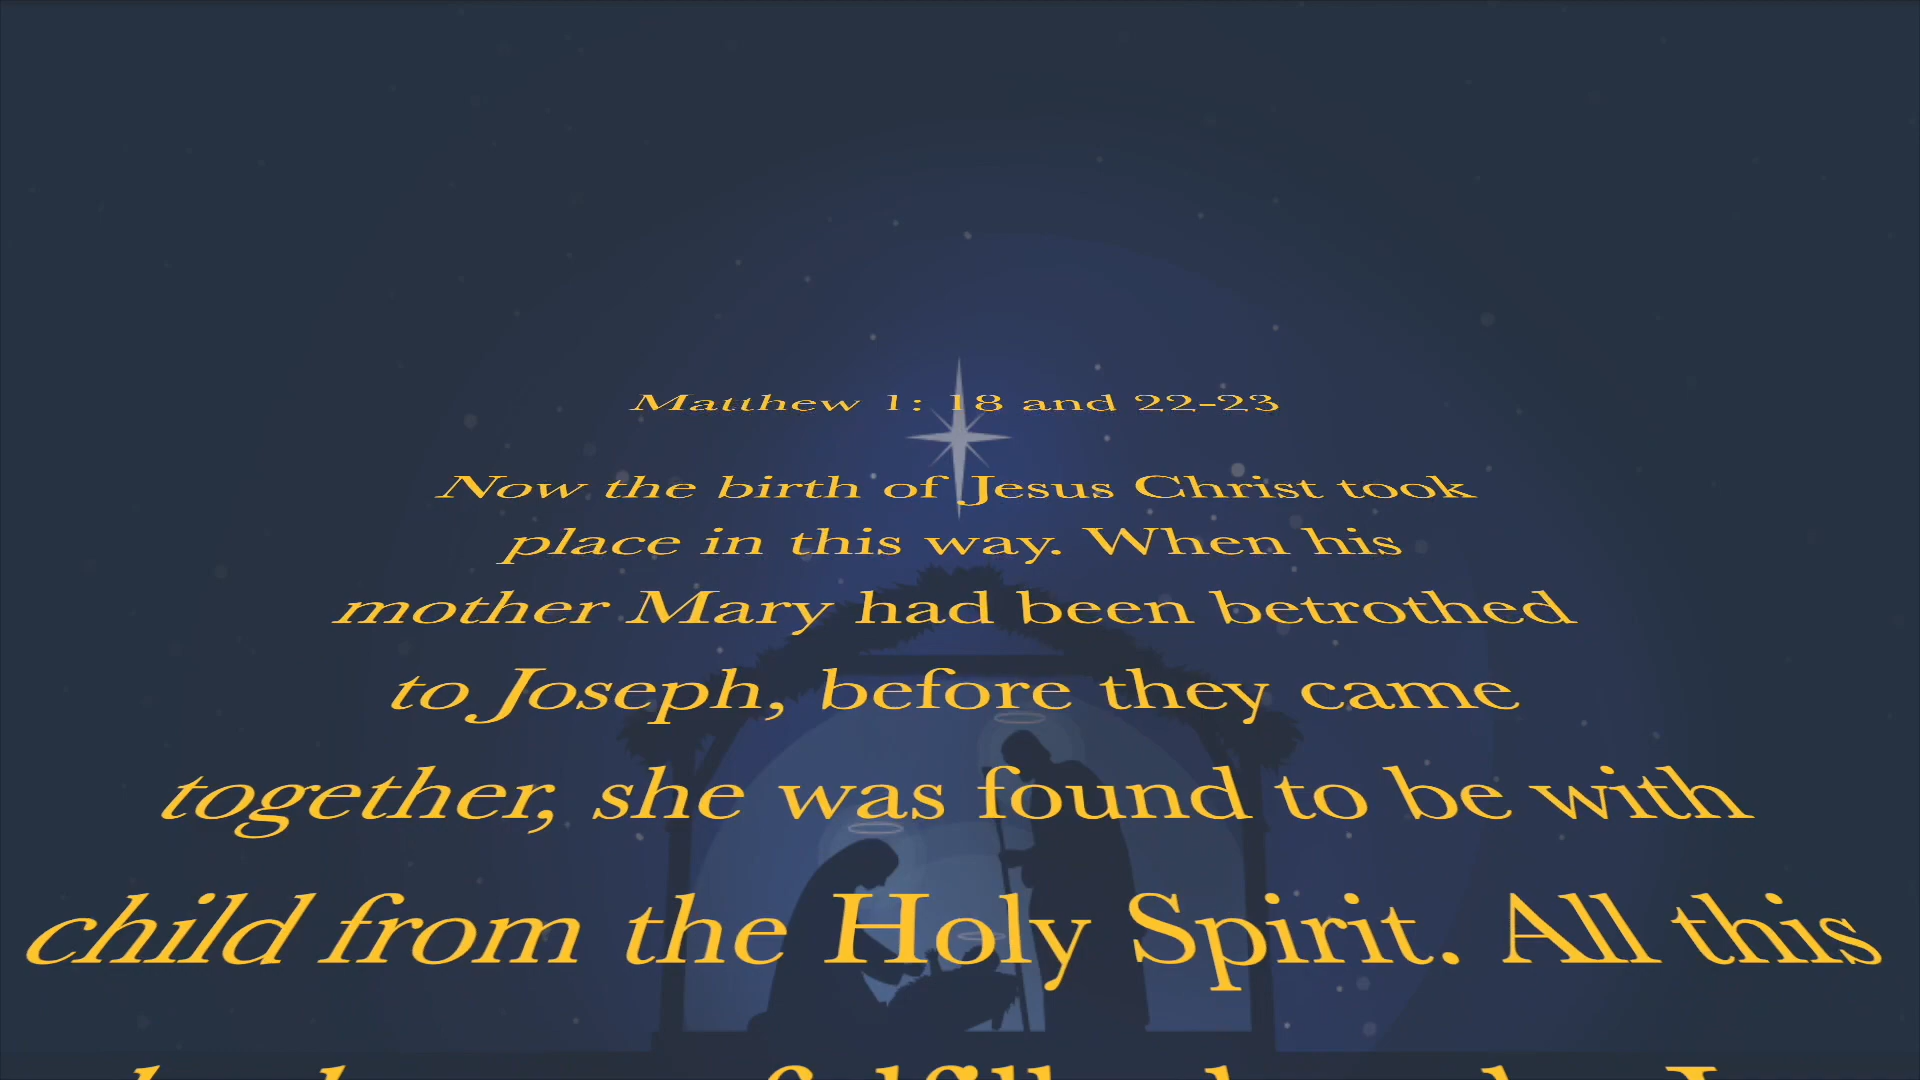 Matthew 1: 18 and 22-23
Now the birth of Jesus Christ took
place in this way. When his
mother Mary had been betrothed
to Joseph, before they came
together, she was found to be with
child from the Holy Spirit. All this